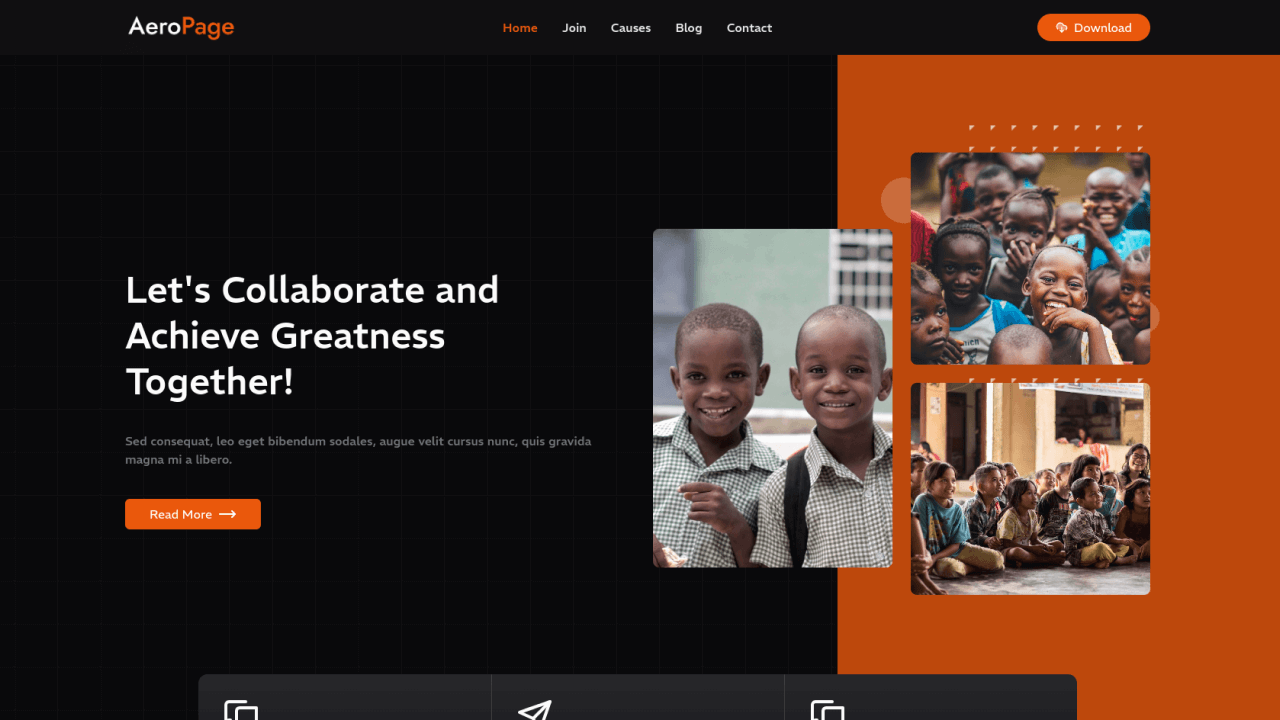 AeroPage
Home
Join
Causes
Blog
Contact
Download
Let's Collaborate and
Achieve Greatness
Together!
Sed consequat, leo eget bibendum sodales, augue velit cursus nunc, quis gravida
magna mi a libero.
Read More